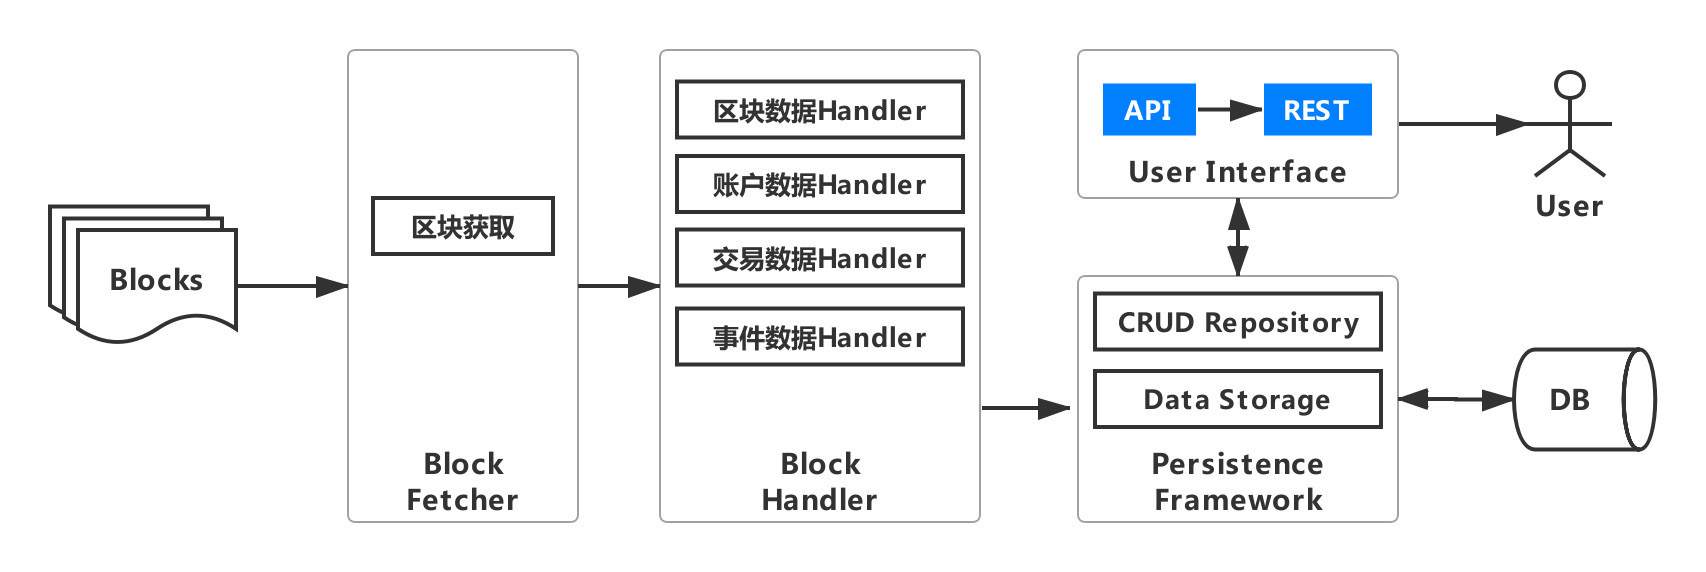 Blocks
区块获取
Block
Fetcher
区块数据Handler
账户数据Handler
交易数据Handler
事件数据Handler
Block
Handler
API
REST
User Interface
User
CRUD Repository
Data Storage
Persistence
Framework
DB